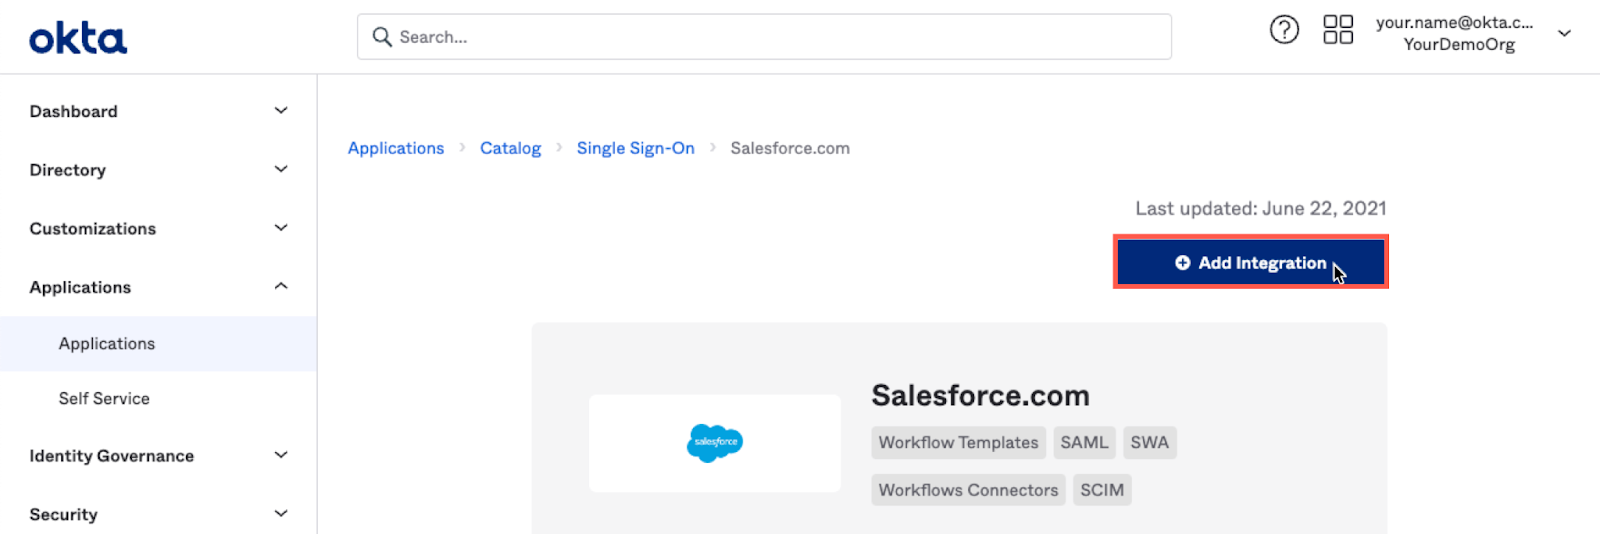 okta
Search...
your.name@okta.c...
YourDemoOrg
Dashboard
Directory
Customizations
Applications
Applications
Self Service
Identity Governance
Security
Applications > Catalog > Single Sign-On > Salesforce.com
Last updated: June 22, 2021
Add Integration
salesforce
Salesforce.com
Workflow Templates SAML SWA
Workflows Connectors SCIM